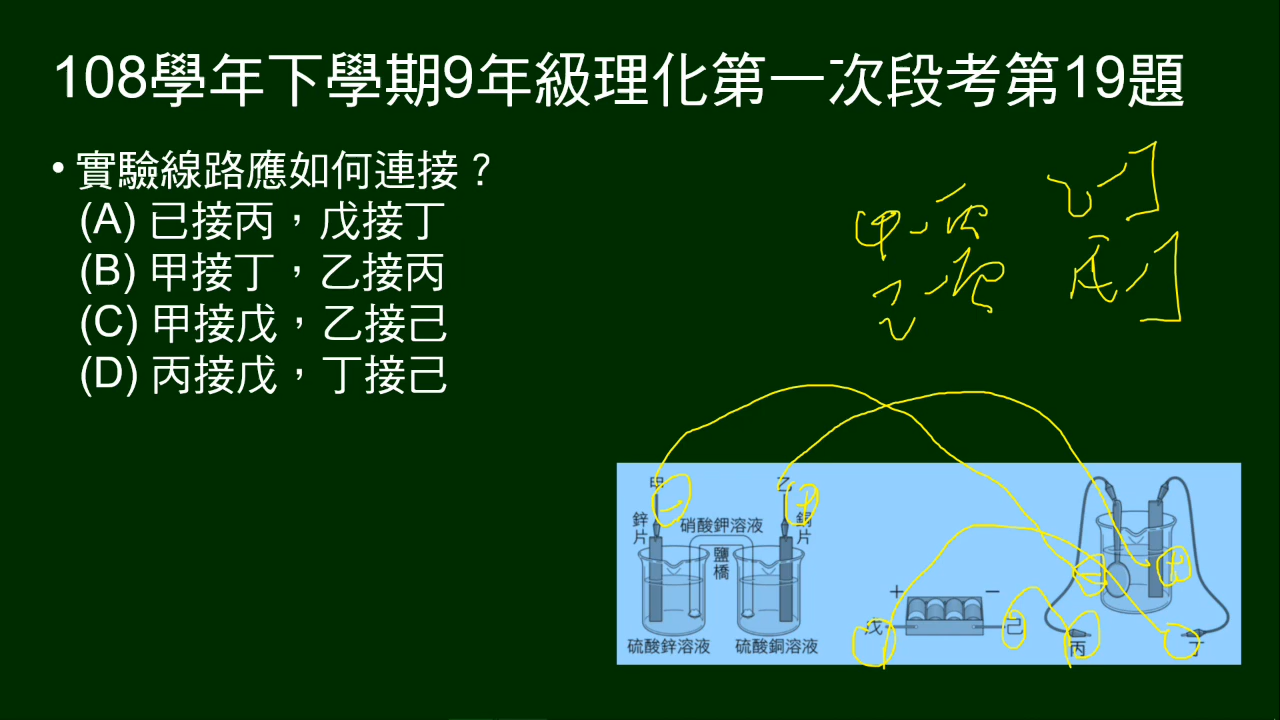 108學年下學期9年級理化第一次段考第19題
• 實驗線路應如何連接？
(A) 已接丙，戊接丁
(B) 甲接丁，乙接丙
(C) 甲接戊，乙接己
(D) 丙接戊，丁接己
甲
乙
鋅片
硝酸鉀溶液
銅片
鹽橋
硫酸鋅溶液
硫酸銅溶液
+
−
戊
己
丙
丁
甲-丙